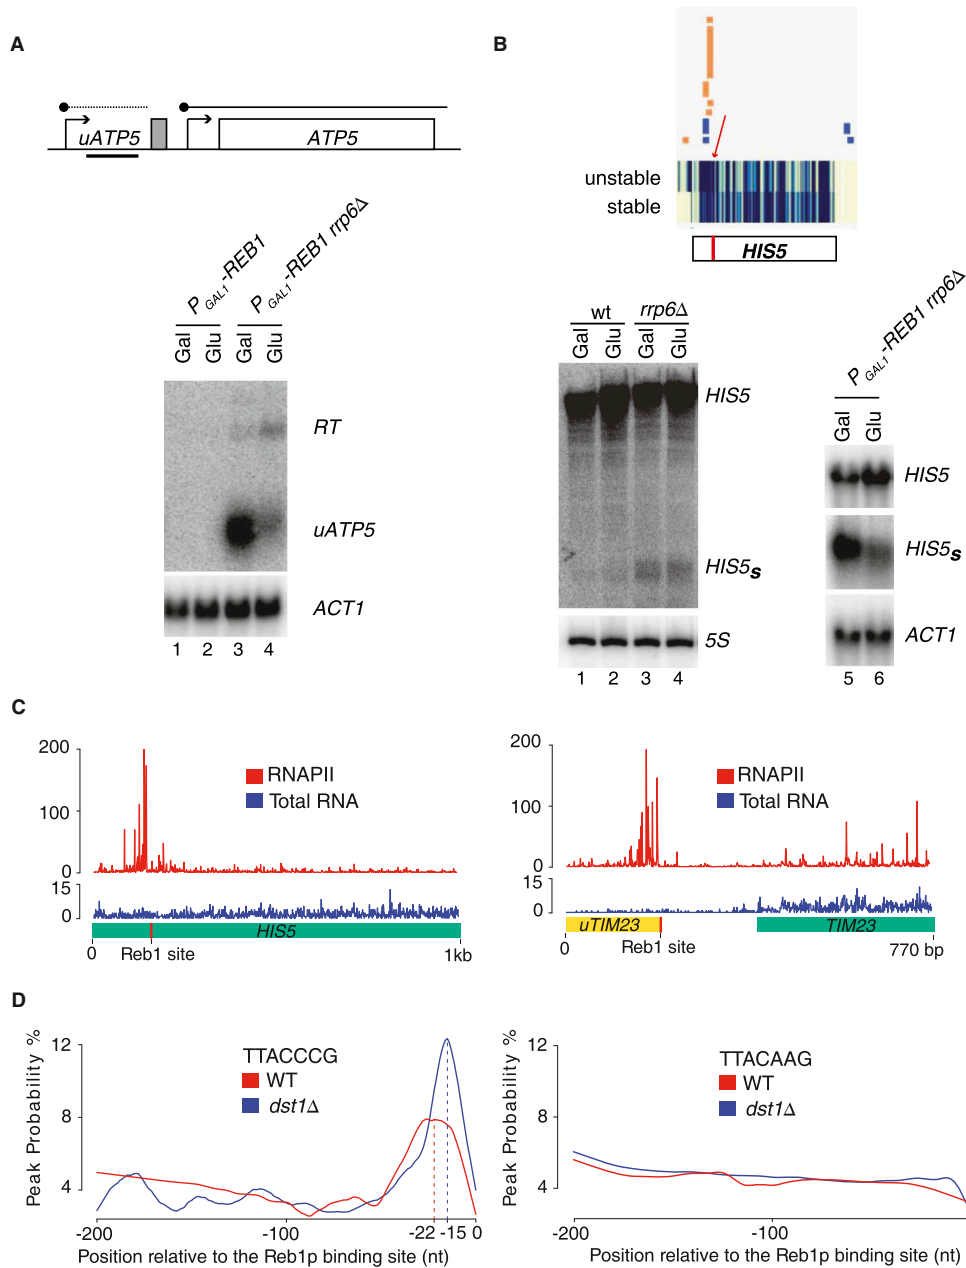 A
uATP5
ATP5
P GAL1-REB1
P GAL1-REB1 rrp6Δ
Gal
Glu
Gal
Glu
RT
uATP5
ACT1
1 2 3 4
B
unstable
stable
HIS5
wt
rrp6Δ
Gal
Glu
Gal
Glu
HIS5
HIS5s
5S
1 2 3 4
P GAL1-REB1 rrp6Δ
Gal
Glu
HIS5
HIS5s
ACT1
5 6
C
200
100
0
15
0
RNAPII
Total RNA
HIS5
0
Reb1 site
1kb
200
100
0
15
0
RNAPII
Total RNA
uTIM23
TIM23
0
Reb1 site
770 bp
D
Peak Probability %
12
8
4
TTACCCG
WT
dst1Δ
-200
-100
-22
-15
0
Position relative to the Reb1p binding site (nt)
Peak Probability %
12
8
4
TTACAAG
WT
dst1Δ
-200
-100
Position relative to the Reb1p binding site (nt)